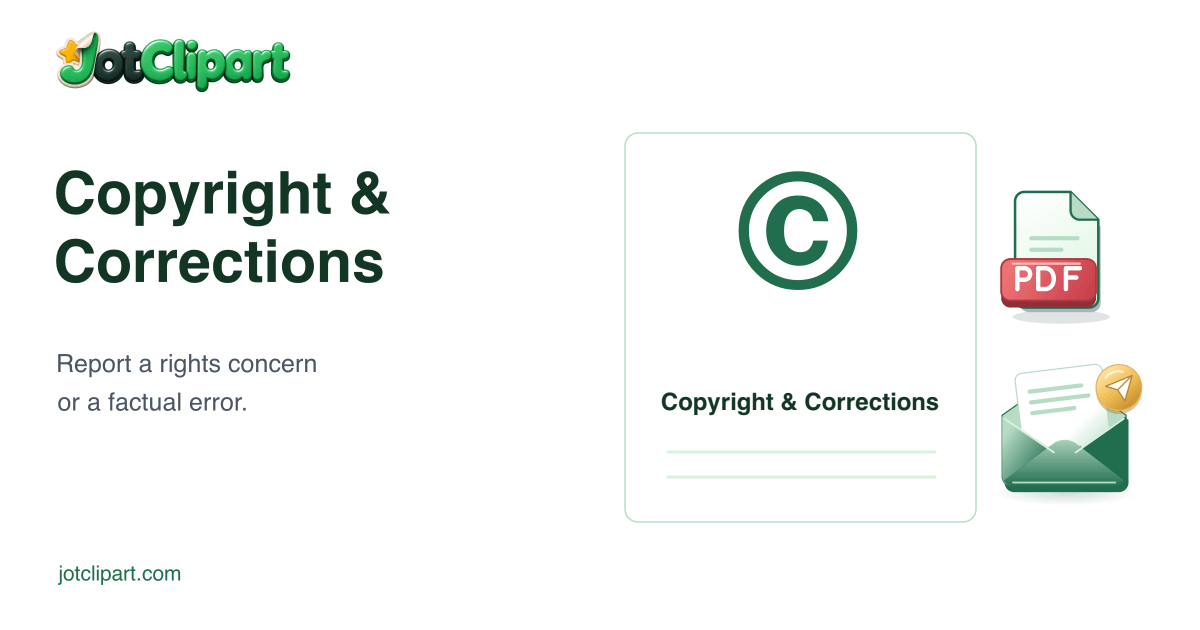 JotClipart
Copyright &
Corrections
Report a rights concern
or a factual error.
jotclipart.com
©
Copyright & Corrections
PDF